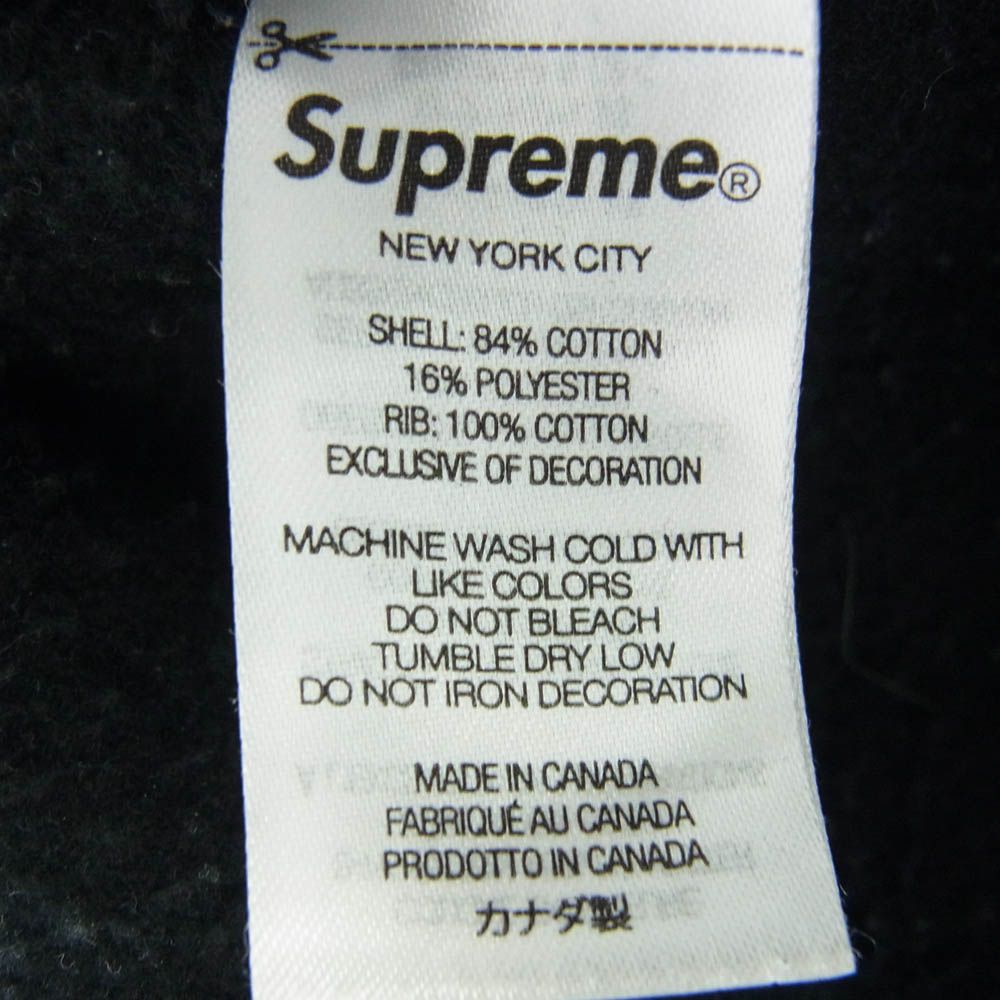 Supreme®
NEW YORK CITY
SHELL: 84% COTTON
16% POLYESTER
RIB: 100% COTTON
EXCLUSIVE OF DECORATION
MACHINE WASH COLD WITH
LIKE COLORS
DO NOT BLEACH
TUMBLE DRY LOW
DO NOT IRON DECORATION
MADE IN CANADA
FABRIQUÉ AU CANADA
PRODOTTO IN CANADA
カナダ製